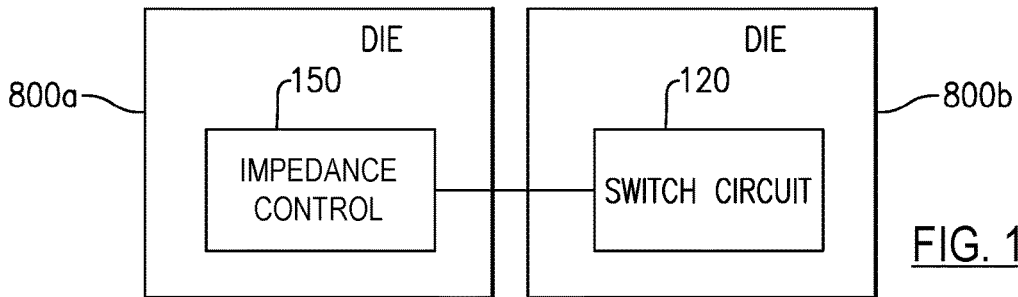 DIE
DIE
800a
150
120
800b
IMPEDANCE
CONTROL
SWITCH CIRCUIT
FIG. 1